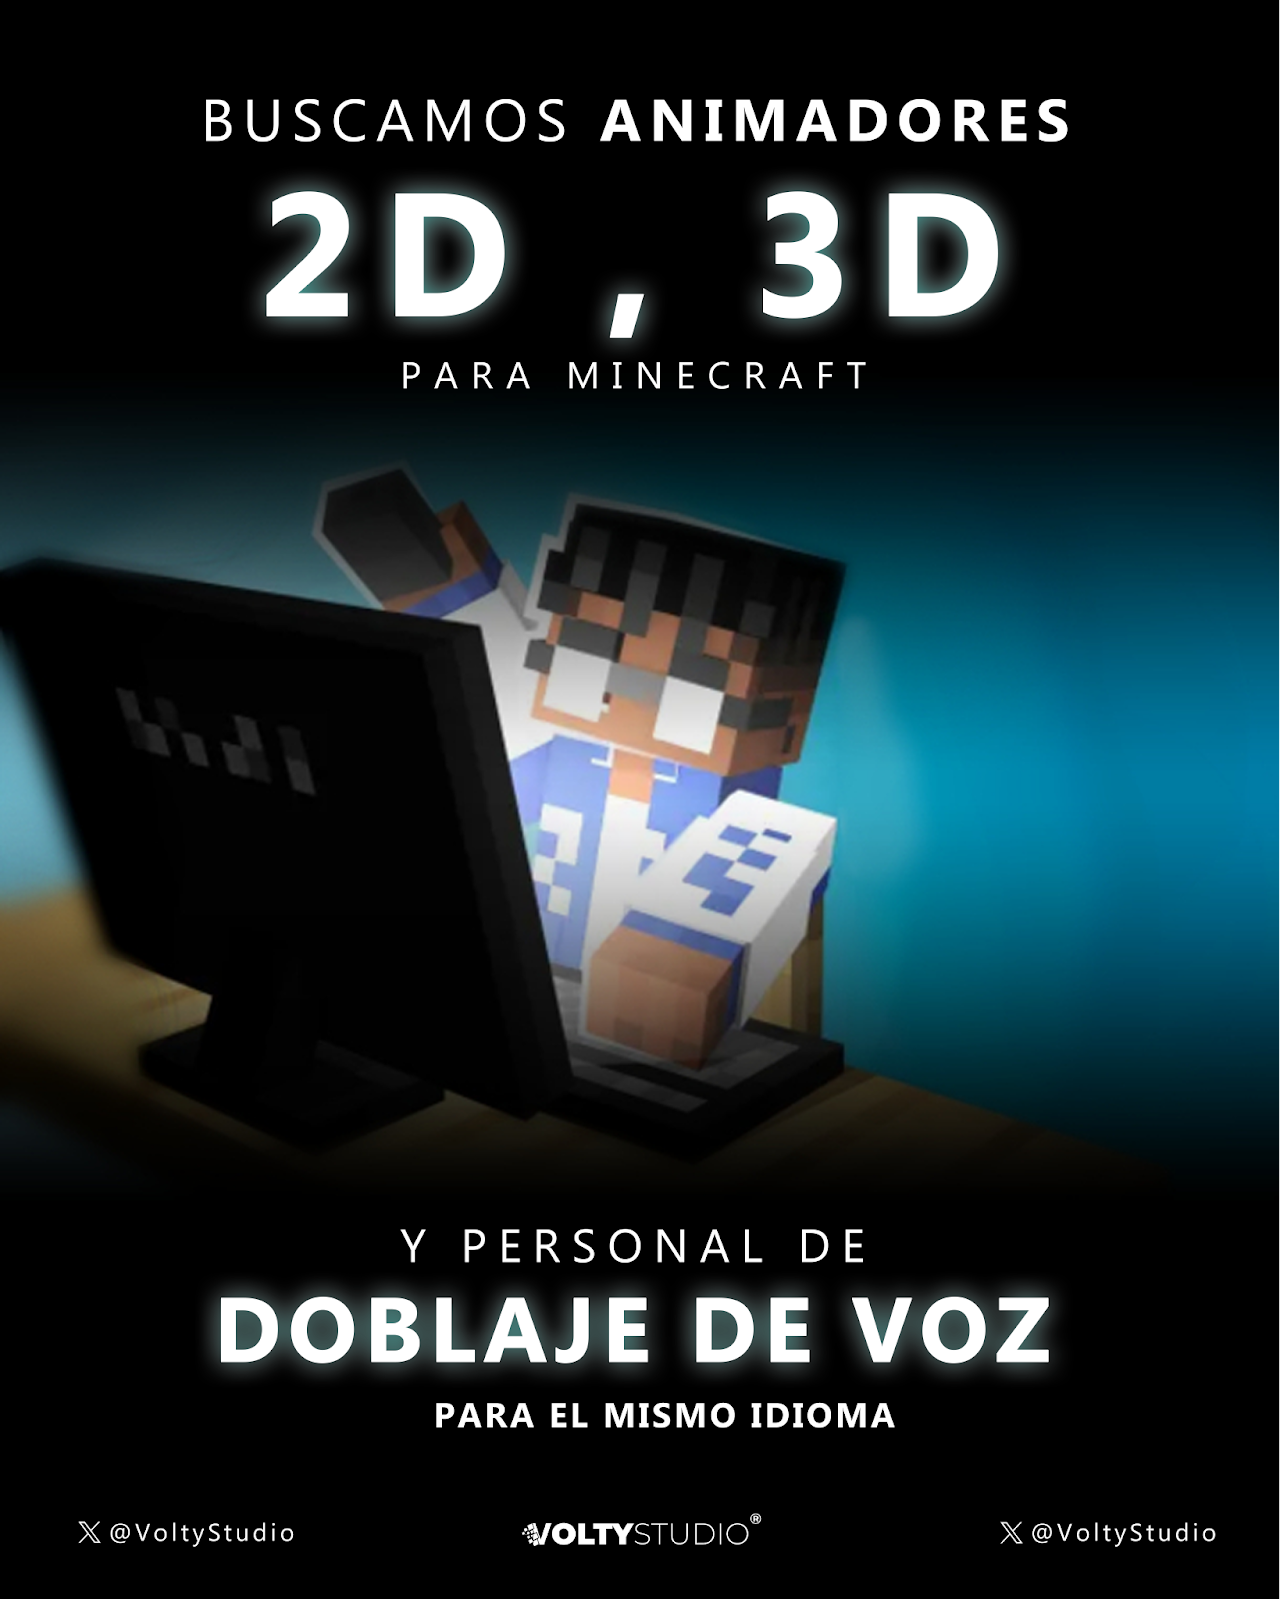 BUSCAMOS ANIMADORES
2D , 3D
PARA MINECRAFT
Y PERSONAL DE
DOBLAJE DE VOZ
PARA EL MISMO IDIOMA
𝕏 @VoltyStudio
VOLTYSTUDIO®
𝕏 @VoltyStudio